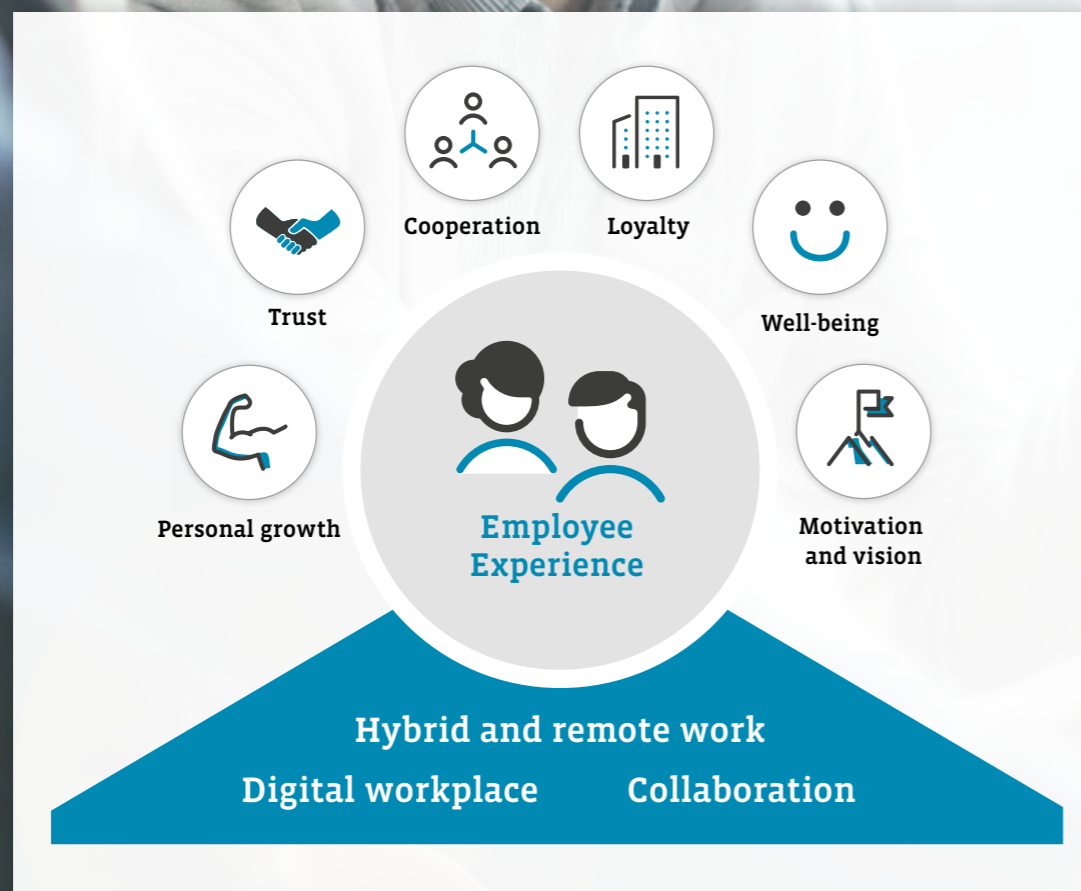 Cooperation
Loyalty
Trust
Well-being
Personal growth
Motivation
and vision
Employee
Experience
Hybrid and remote work
Digital workplace
Collaboration